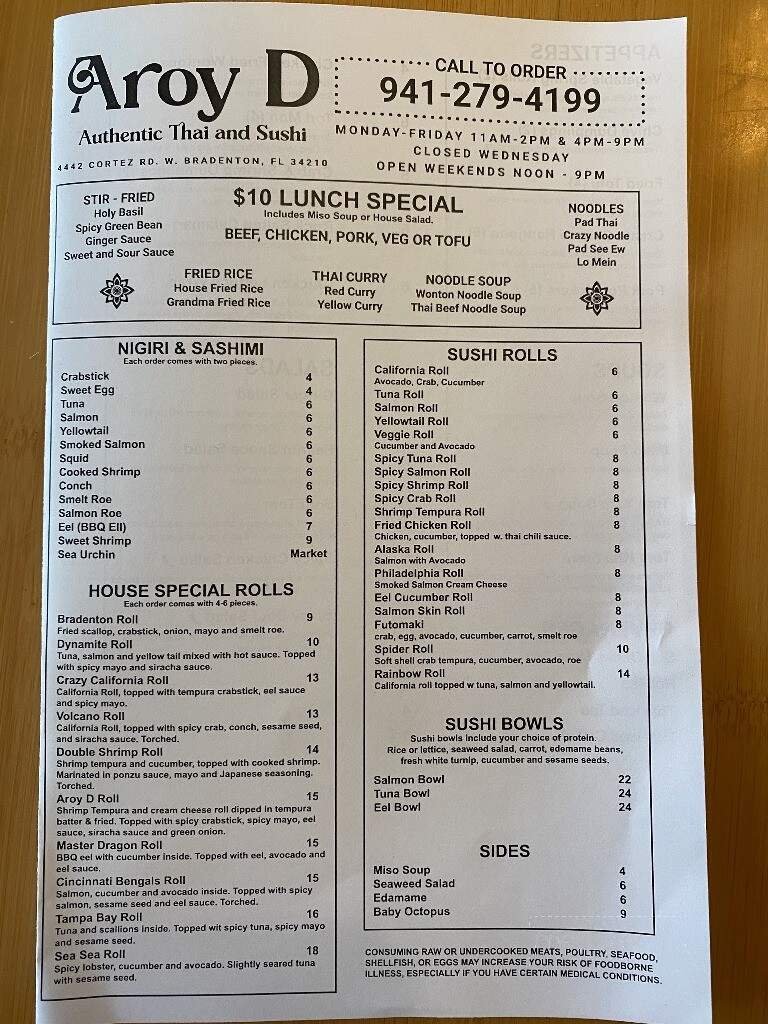 Aroy D
Authentic Thai and Sushi
4442 CORTEZ RD. W. BRADENTON, FL 34210
CALL TO ORDER
941-279-4199
MONDAY-FRIDAY 11AM-2PM & 4PM-9PM
CLOSED WEDNESDAY
OPEN WEEKENDS NOON - 9PM
$10 LUNCH SPECIAL
Includes Miso Soup or House Salad.
BEEF, CHICKEN, PORK, VEG OR TOFU
STIR - FRIED
Holy Basil
Spicy Green Bean
Ginger Sauce
Sweet and Sour Sauce
FRIED RICE
House Fried Rice
Grandma Fried Rice
THAI CURRY
Red Curry
Yellow Curry
NOODLE SOUP
Wonton Noodle Soup
Thai Beef Noodle Soup
NOODLES
Pad Thai
Crazy Noodle
Pad See Ew
Lo Mein
NIGIRI & SASHIMI
Each order comes with two pieces.
Crabstick 4
Sweet Egg 4
Tuna 6
Salmon 6
Yellowtail 6
Smoked Salmon 6
Squid 6
Cooked Shrimp 6
Conch 6
Smelt Roe 6
Salmon Roe 6
Eel (BBQ Ell) 7
Sweet Shrimp 9
Sea Urchin Market
HOUSE SPECIAL ROLLS
Each order comes with 4-6 pieces.
Bradenton Roll 9
Fried scallop, crabstick, onion, mayo and smelt roe.
Dynamite Roll 10
Tuna, salmon and yellow tail mixed with hot sauce. Topped
with spicy mayo and siracha sauce.
Crazy California Roll 13
California Roll, topped with tempura crabstick, eel sauce
and spicy mayo.
Volcano Roll 13
California Roll, topped with spicy crab, conch, sesame seed,
and siracha sauce. Torched.
Double Shrimp Roll 14
Shrimp tempura and cucumber, topped with cooked shrimp.
Marinated in ponzu sauce, mayo and Japanese seasoning.
Torched.
Aroy D Roll 15
Shrimp Tempura and cream cheese roll dipped in tempura
batter & fried. Topped with spicy crabstick, spicy mayo, eel
sauce, siracha sauce and green onion.
Master Dragon Roll 15
BBQ eel with cucumber inside. Topped with eel, avocado and
eel sauce.
Cincinnati Bengals Roll 15
Salmon, cucumber and avocado inside. Topped with spicy
salmon, sesame seed and eel sauce. Torched.
Tampa Bay Roll 16
Tuna and scallions inside. Topped wit spicy tuna, spicy mayo
and sesame seed.
Sea Sea Roll 18
Spicy lobster, cucumber and avocado. Slightly seared tuna
with sesame seed.
SUSHI ROLLS
California Roll 6
Avocado, Crab, Cucumber
Tuna Roll 6
Salmon Roll 6
Yellowtail Roll 6
Veggie Roll 6
Cucumber and Avocado
Spicy Tuna Roll 8
Spicy Salmon Roll 8
Spicy Shrimp Roll 8
Spicy Crab Roll 8
Shrimp Tempura Roll 8
Fried Chicken Roll 8
Chicken, cucumber, topped w. thai chili sauce.
Alaska Roll 8
Salmon with Avocado
Philadelphia Roll 8
Smoked Salmon Cream Cheese
Eel Cucumber Roll 8
Salmon Skin Roll 8
Futomaki 8
crab, egg, avocado, cucumber, carrot, smelt roe
Spider Roll 10
Soft shell crab tempura, cucumber, avocado, roe
Rainbow Roll 14
California roll topped w tuna, salmon and yellowtail.
SUSHI BOWLS
Sushi bowls include your choice of protein.
Rice or lettice, seaweed salad, carrot, edemame beans,
fresh white turnip, cucumber and sesame seeds.
Salmon Bowl 22
Tuna Bowl 24
Eel Bowl 24
SIDES
Miso Soup 4
Seaweed Salad 6
Edamame 6
Baby Octopus 9
CONSUMING RAW OR UNDERCOOKED MEATS, POULTRY, SEAFOOD,
SHELLFISH, OR EGGS MAY INCREASE YOUR RISK OF FOODBORNE
ILLNESS, ESPECIALLY IF YOU HAVE CERTAIN MEDICAL CONDITIONS.